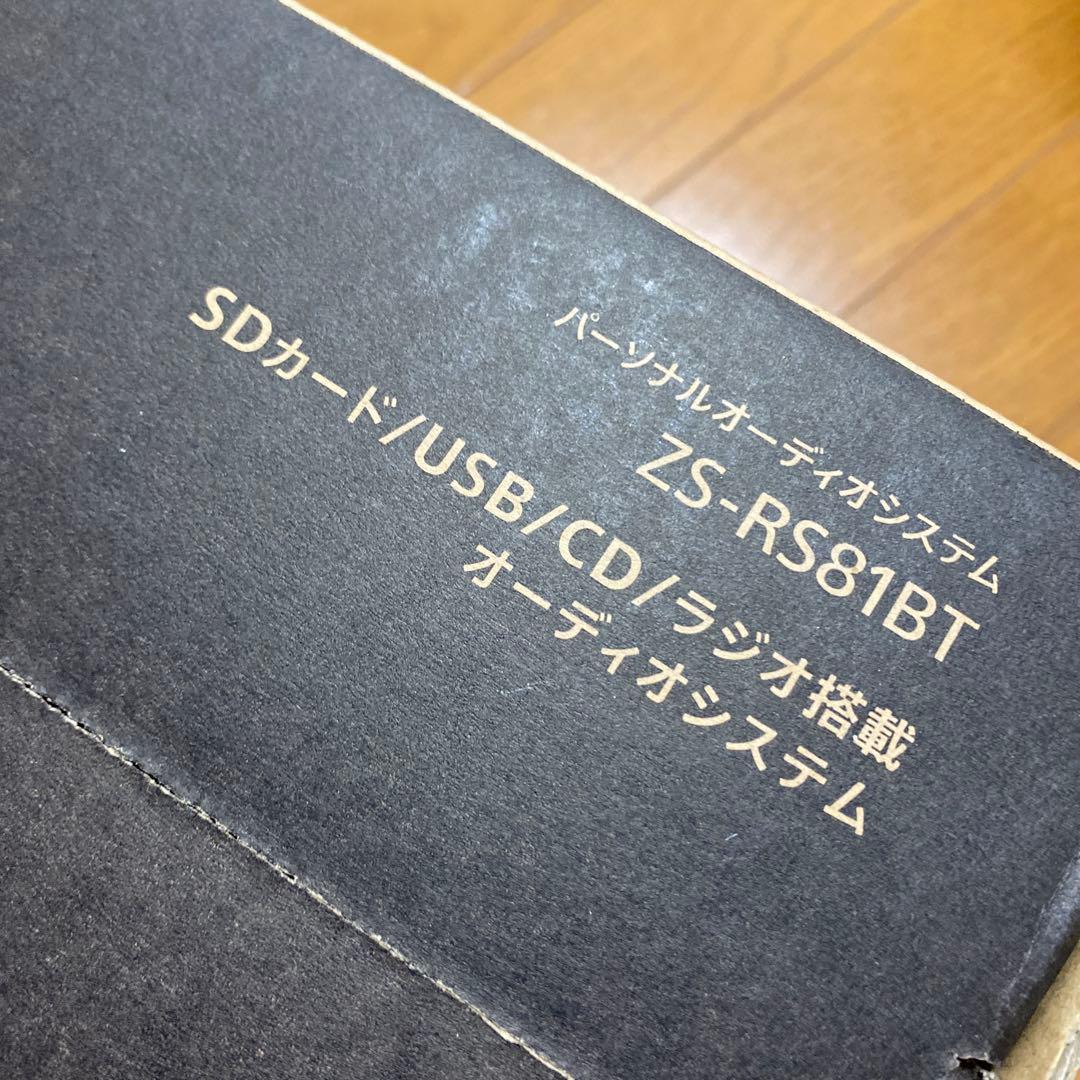 パーソナルオーディオシステム
ZS-RS81BT
SDカード/USB/CD/ラジオ搭載
オーディオシステム